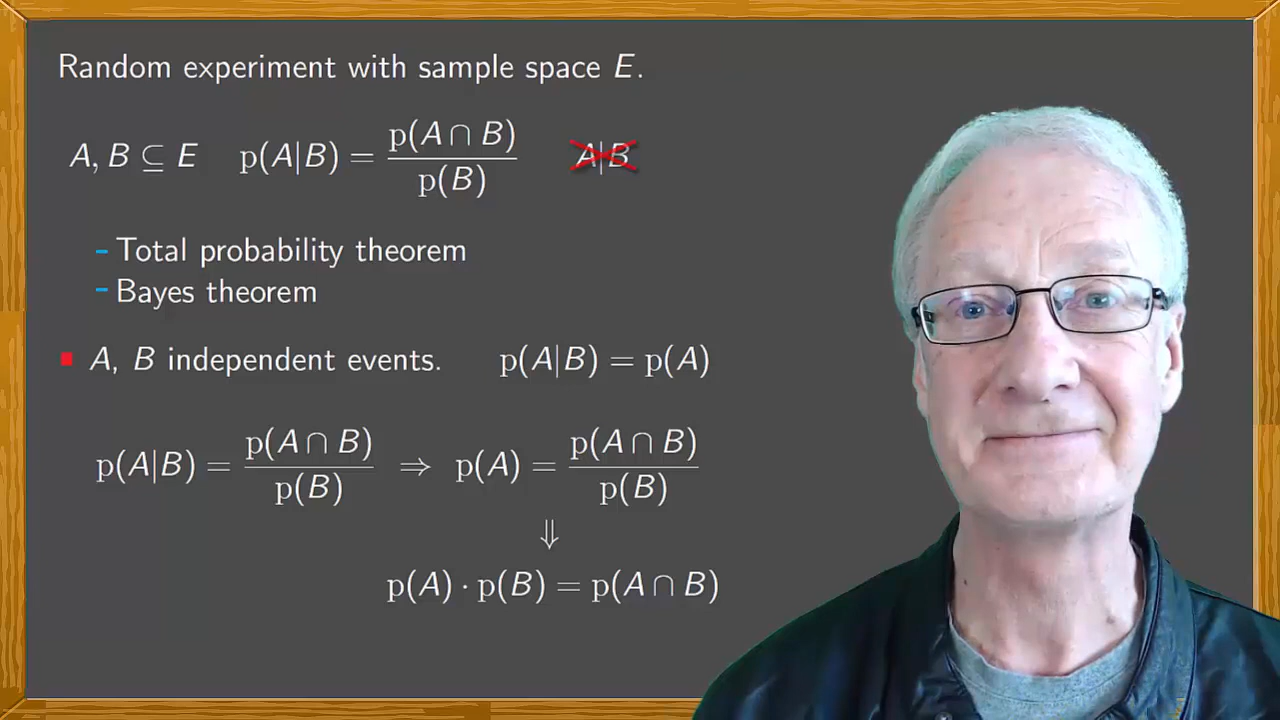 Random experiment with sample space E.
A, B ⊆ E p(A|B) = p(A ∩ B) / p(B) A|B
- Total probability theorem
- Bayes theorem
A, B independent events. p(A|B) = p(A)
p(A|B) = p(A ∩ B) / p(B) ⇒ p(A) = p(A ∩ B) / p(B)
⇓
p(A) · p(B) = p(A ∩ B)